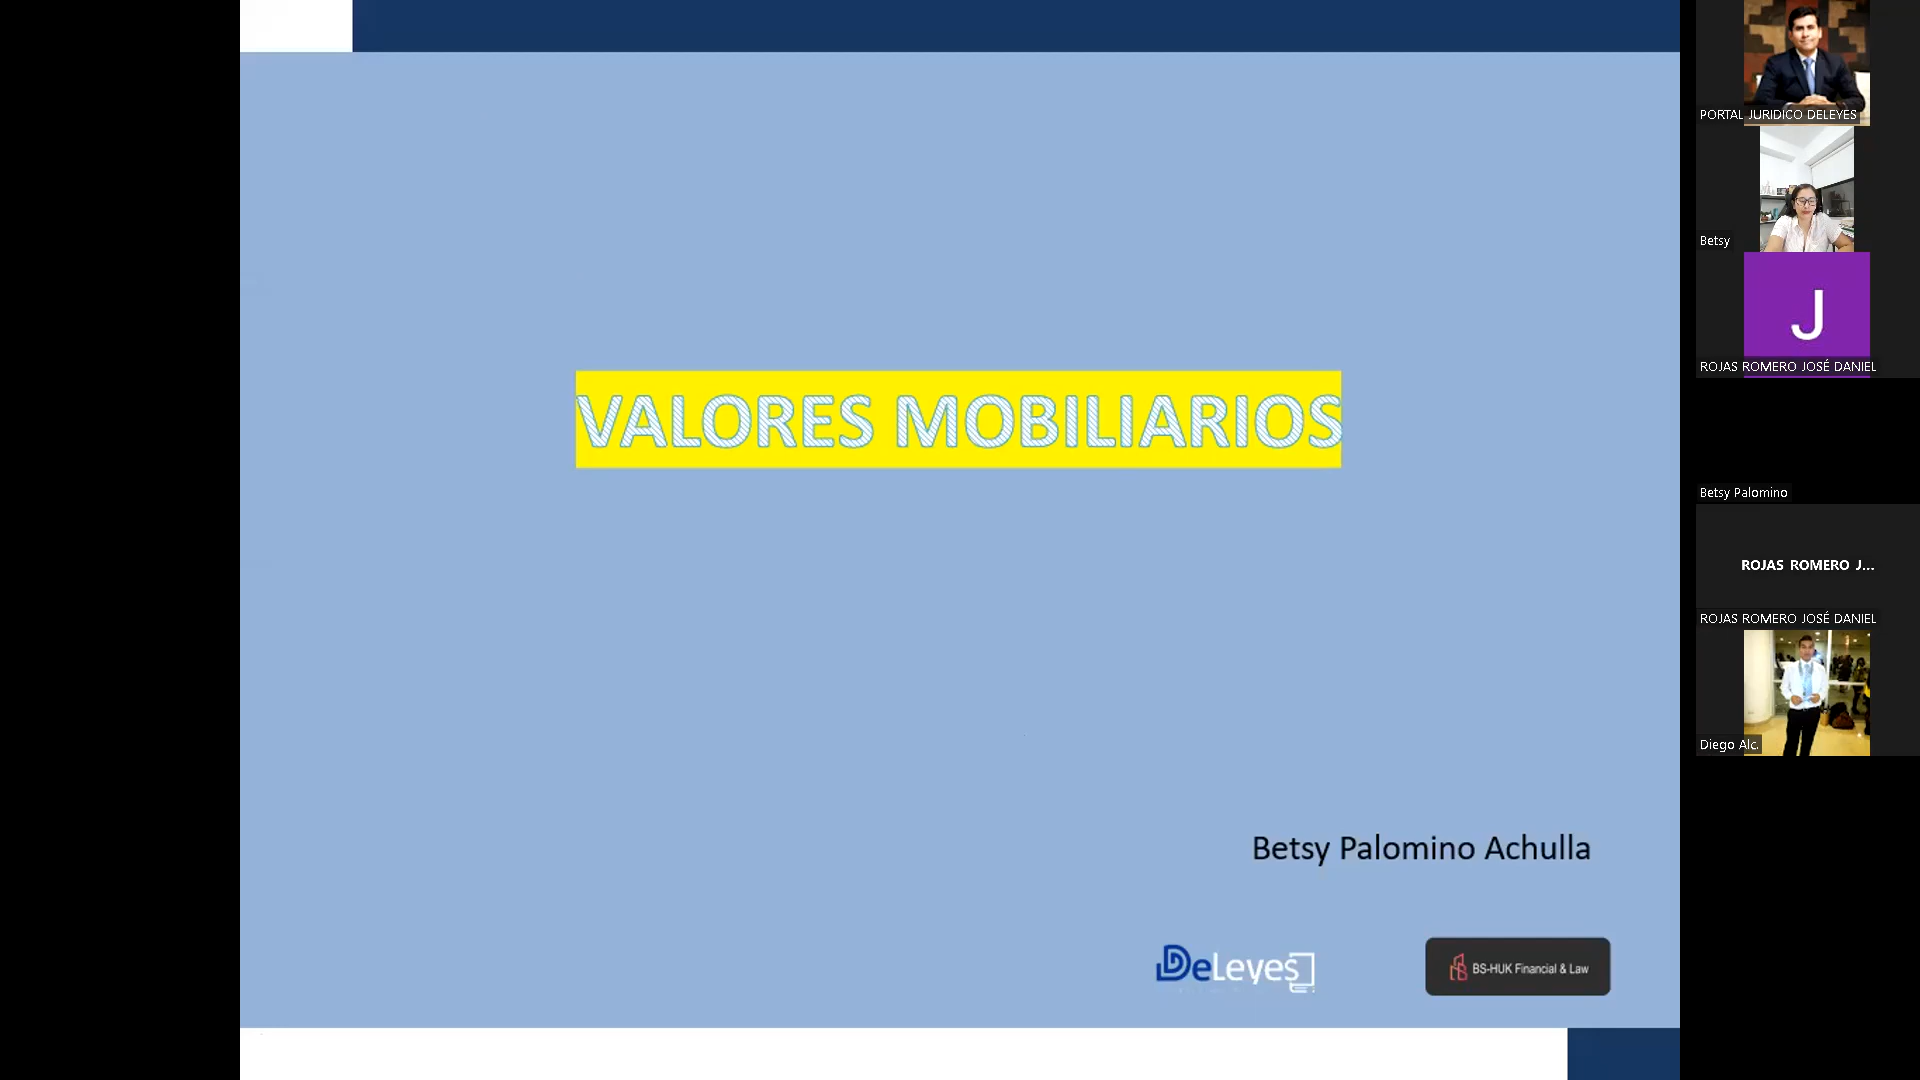 VALORES MOBILIARIOS
Betsy Palomino Achulla
DeLeyes
BS-HUK Financial & Law
PORTAL JURIDICO DELEYES
Betsy
J
ROJAS ROMERO JOSÉ DANIEL
Betsy Palomino
ROJAS ROMERO J...
ROJAS ROMERO JOSÉ DANIEL
Diego Alc.